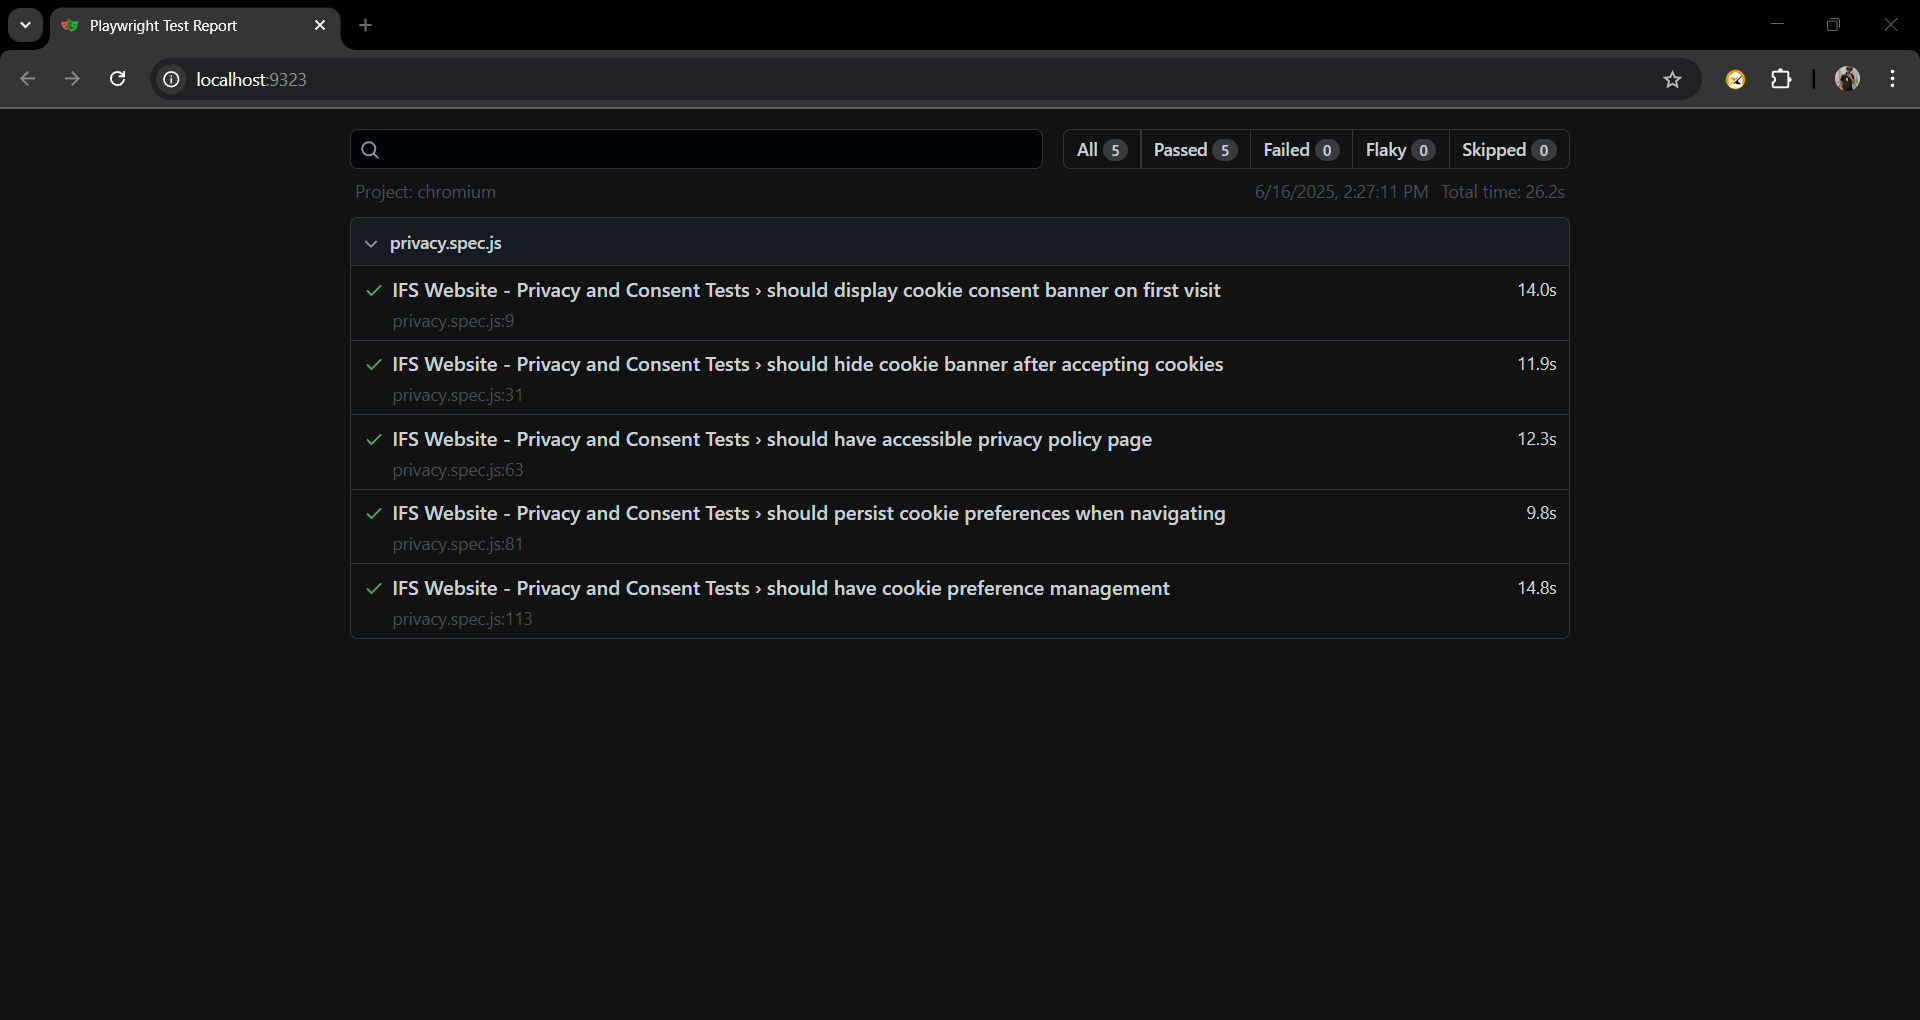 Playwright Test Report
localhost:9323
All 5 Passed 5 Failed 0 Flaky 0 Skipped 0
Project: chromium 6/16/2025, 2:27:11 PM Total time: 26.2s
privacy.spec.js
IFS Website - Privacy and Consent Tests › should display cookie consent banner on first visit 14.0s
privacy.spec.js:9
IFS Website - Privacy and Consent Tests › should hide cookie banner after accepting cookies 11.9s
privacy.spec.js:31
IFS Website - Privacy and Consent Tests › should have accessible privacy policy page 12.3s
privacy.spec.js:63
IFS Website - Privacy and Consent Tests › should persist cookie preferences when navigating 9.8s
privacy.spec.js:81
IFS Website - Privacy and Consent Tests › should have cookie preference management 14.8s
privacy.spec.js:113